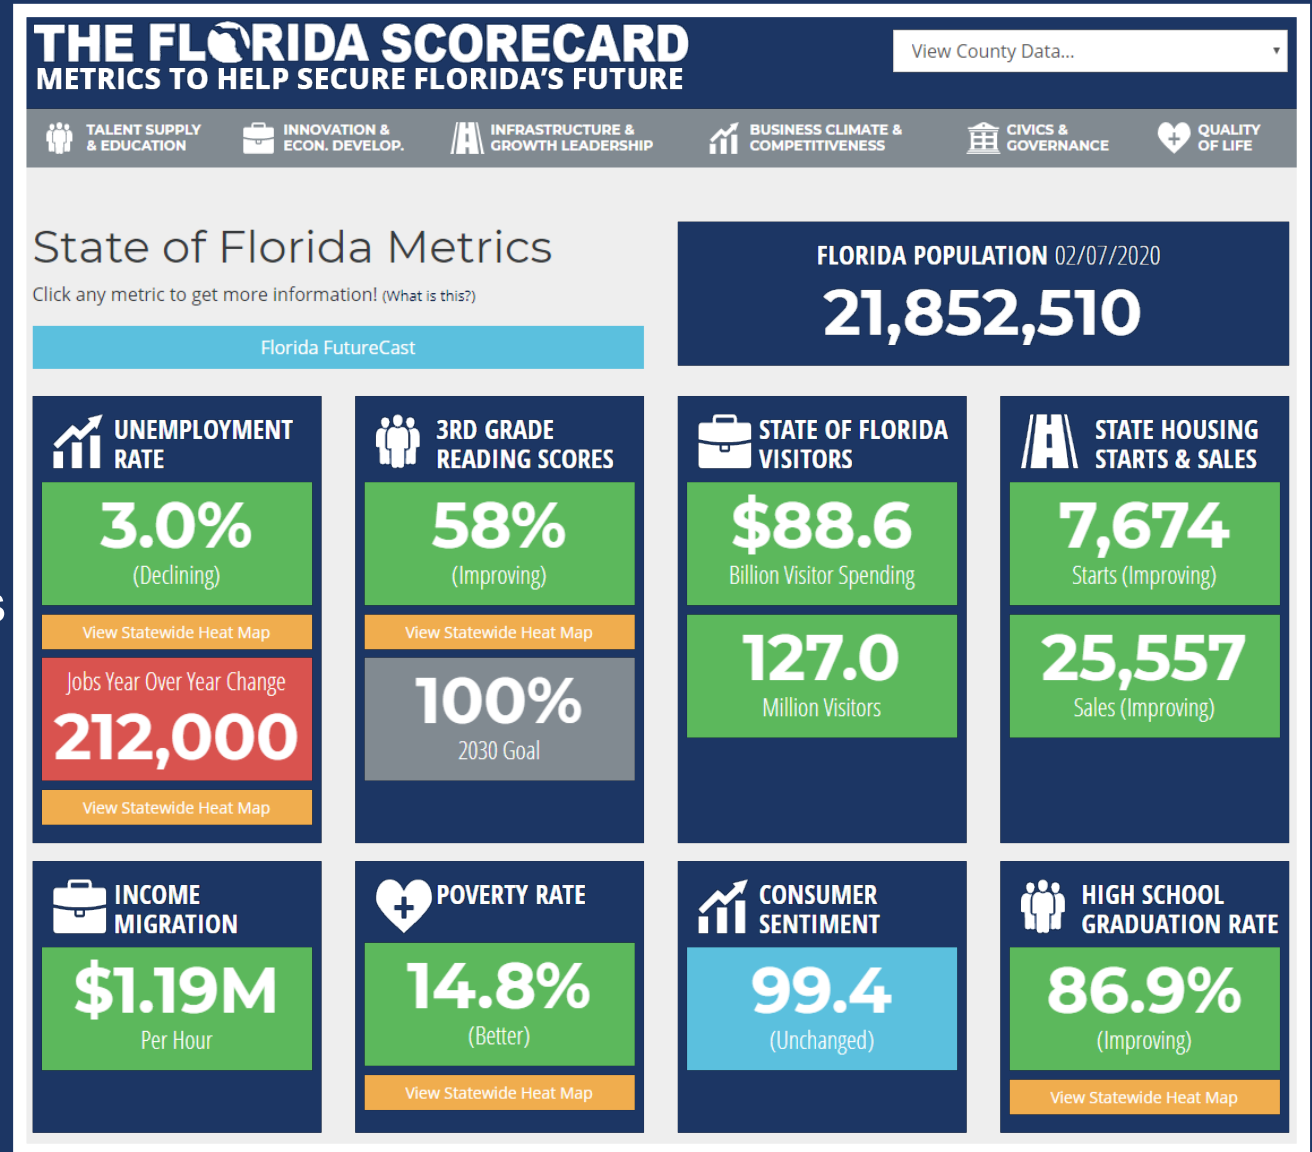 THE FLORIDA SCORECARD
METRICS TO HELP SECURE FLORIDA'S FUTURE
View County Data...
TALENT SUPPLY
& EDUCATION
INNOVATION &
ECON. DEVELOP.
INFRASTRUCTURE &
GROWTH LEADERSHIP
BUSINESS CLIMATE &
COMPETITIVENESS
CIVICS &
GOVERNANCE
QUALITY
OF LIFE
State of Florida Metrics
Click any metric to get more information! (What is this?)
Florida FutureCast
FLORIDA POPULATION 02/07/2020
21,852,510
UNEMPLOYMENT
RATE
3.0%
(Declining)
View Statewide Heat Map
Jobs Year Over Year Change
212,000
View Statewide Heat Map
3RD GRADE
READING SCORES
58%
(Improving)
View Statewide Heat Map
100%
2030 Goal
STATE OF FLORIDA
VISITORS
$88.6
Billion Visitor Spending
127.0
Million Visitors
STATE HOUSING
STARTS & SALES
7,674
Starts (Improving)
25,557
Sales (Improving)
INCOME
MIGRATION
$1.19M
Per Hour
POVERTY RATE
14.8%
(Better)
View Statewide Heat Map
CONSUMER
SENTIMENT
99.4
(Unchanged)
HIGH SCHOOL
GRADUATION RATE
86.9%
(Improving)
View Statewide Heat Map